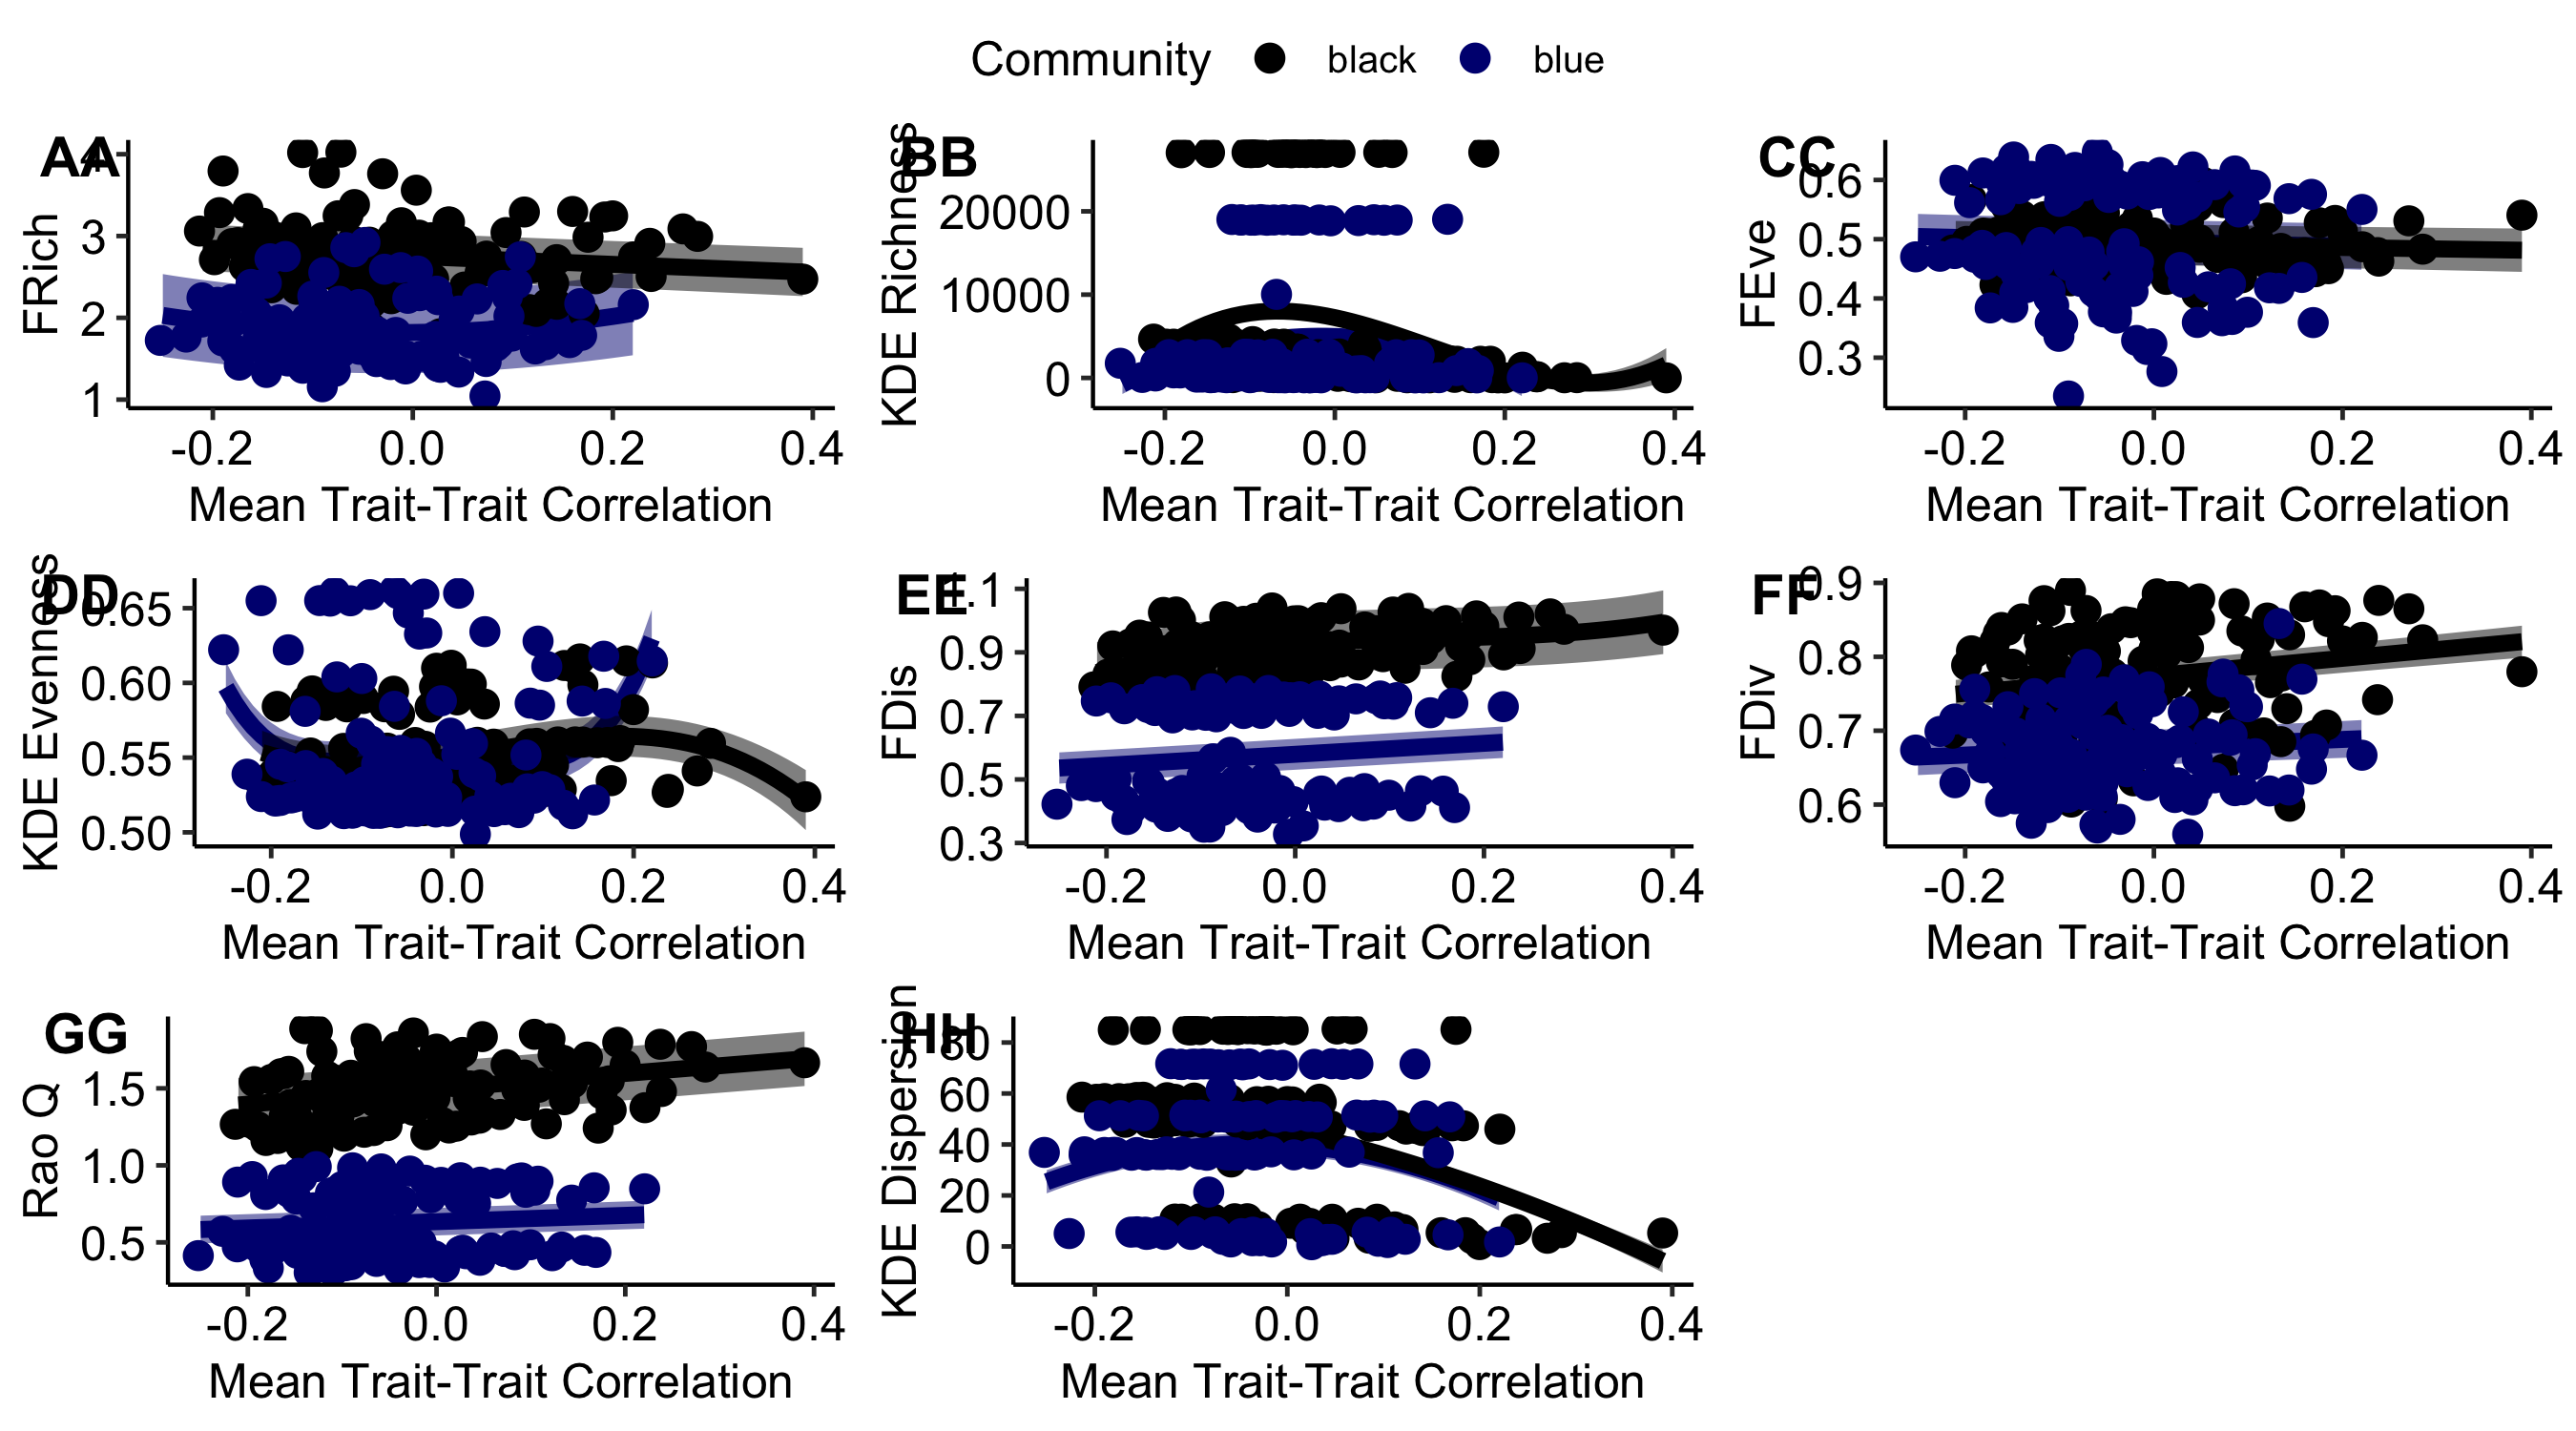 Community black blue
AA
FRich
4
3
2
1
-0.2 0.0 0.2 0.4
Mean Trait-Trait Correlation
BB
KDE Richness
20000
10000
0
-0.2 0.0 0.2 0.4
Mean Trait-Trait Correlation
CC
FEve
0.6
0.5
0.4
0.3
-0.2 0.0 0.2 0.4
Mean Trait-Trait Correlation
DD
KDE Evenness
0.65
0.60
0.55
0.50
-0.2 0.0 0.2 0.4
Mean Trait-Trait Correlation
EE
FDis
1.1
0.9
0.7
0.5
0.3
-0.2 0.0 0.2 0.4
Mean Trait-Trait Correlation
FF
FDiv
0.9
0.8
0.7
0.6
-0.2 0.0 0.2 0.4
Mean Trait-Trait Correlation
GG
Rao Q
1.5
1.0
0.5
-0.2 0.0 0.2 0.4
Mean Trait-Trait Correlation
HH
KDE Dispersion
80
60
40
20
0
-0.2 0.0 0.2 0.4
Mean Trait-Trait Correlation